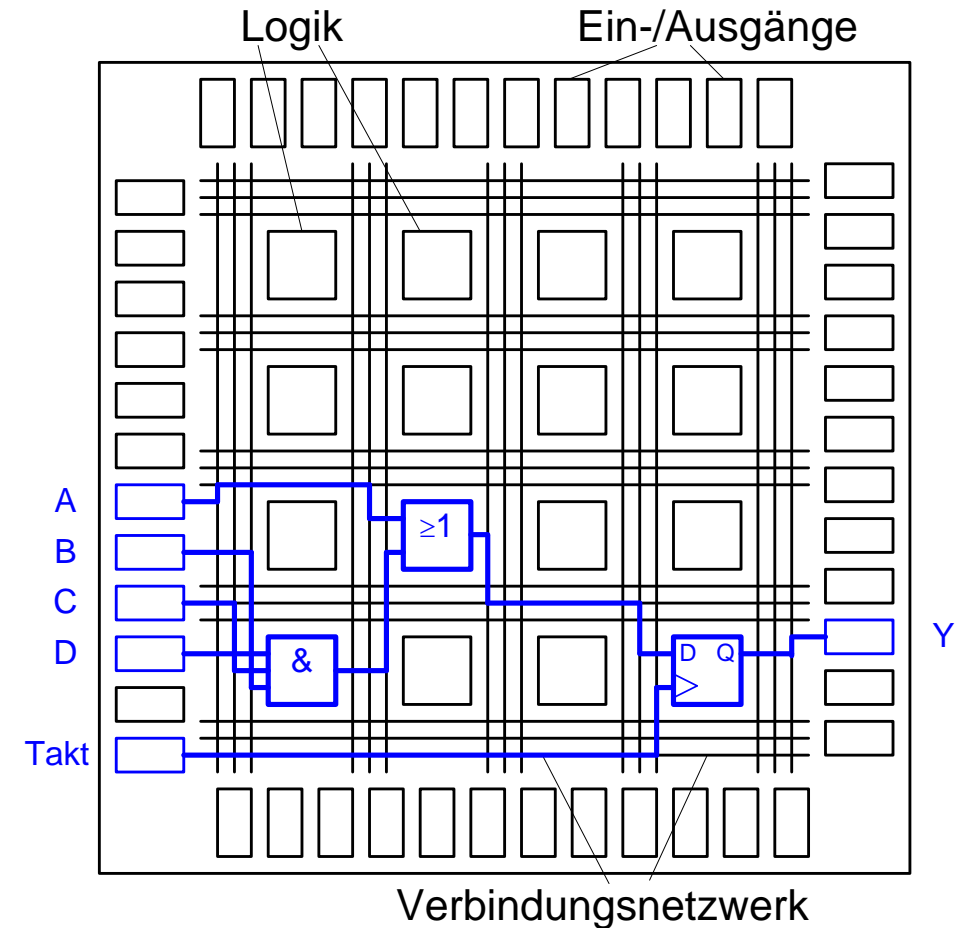 Logik Ein-/Ausgänge
A
≥1
B
C
D
&
D Q
Y
Takt
Verbindungsnetzwerk